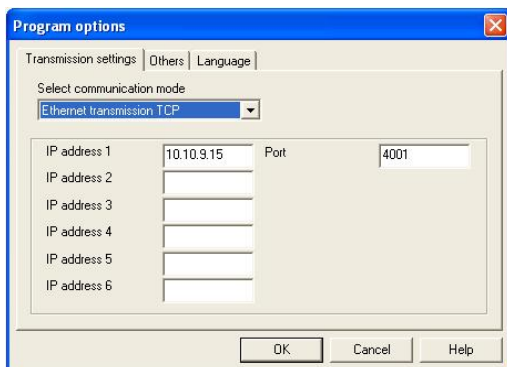 Program options
Transmission settings Others Language
Select communication mode
Ethernet transmission TCP
IP address 1 10.10.9.15 Port 4001
IP address 2
IP address 3
IP address 4
IP address 5
IP address 6
OK Cancel Help